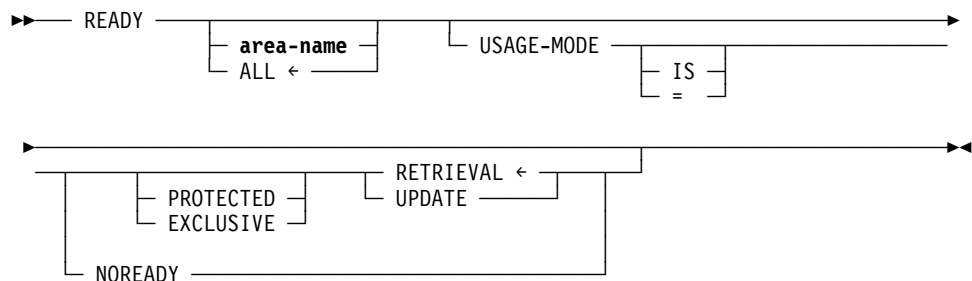 READY
area-name
ALL ←
USAGE-MODE
IS
=
RETRIEVAL ←
PROTECTED
UPDATE
EXCLUSIVE
NOREADY